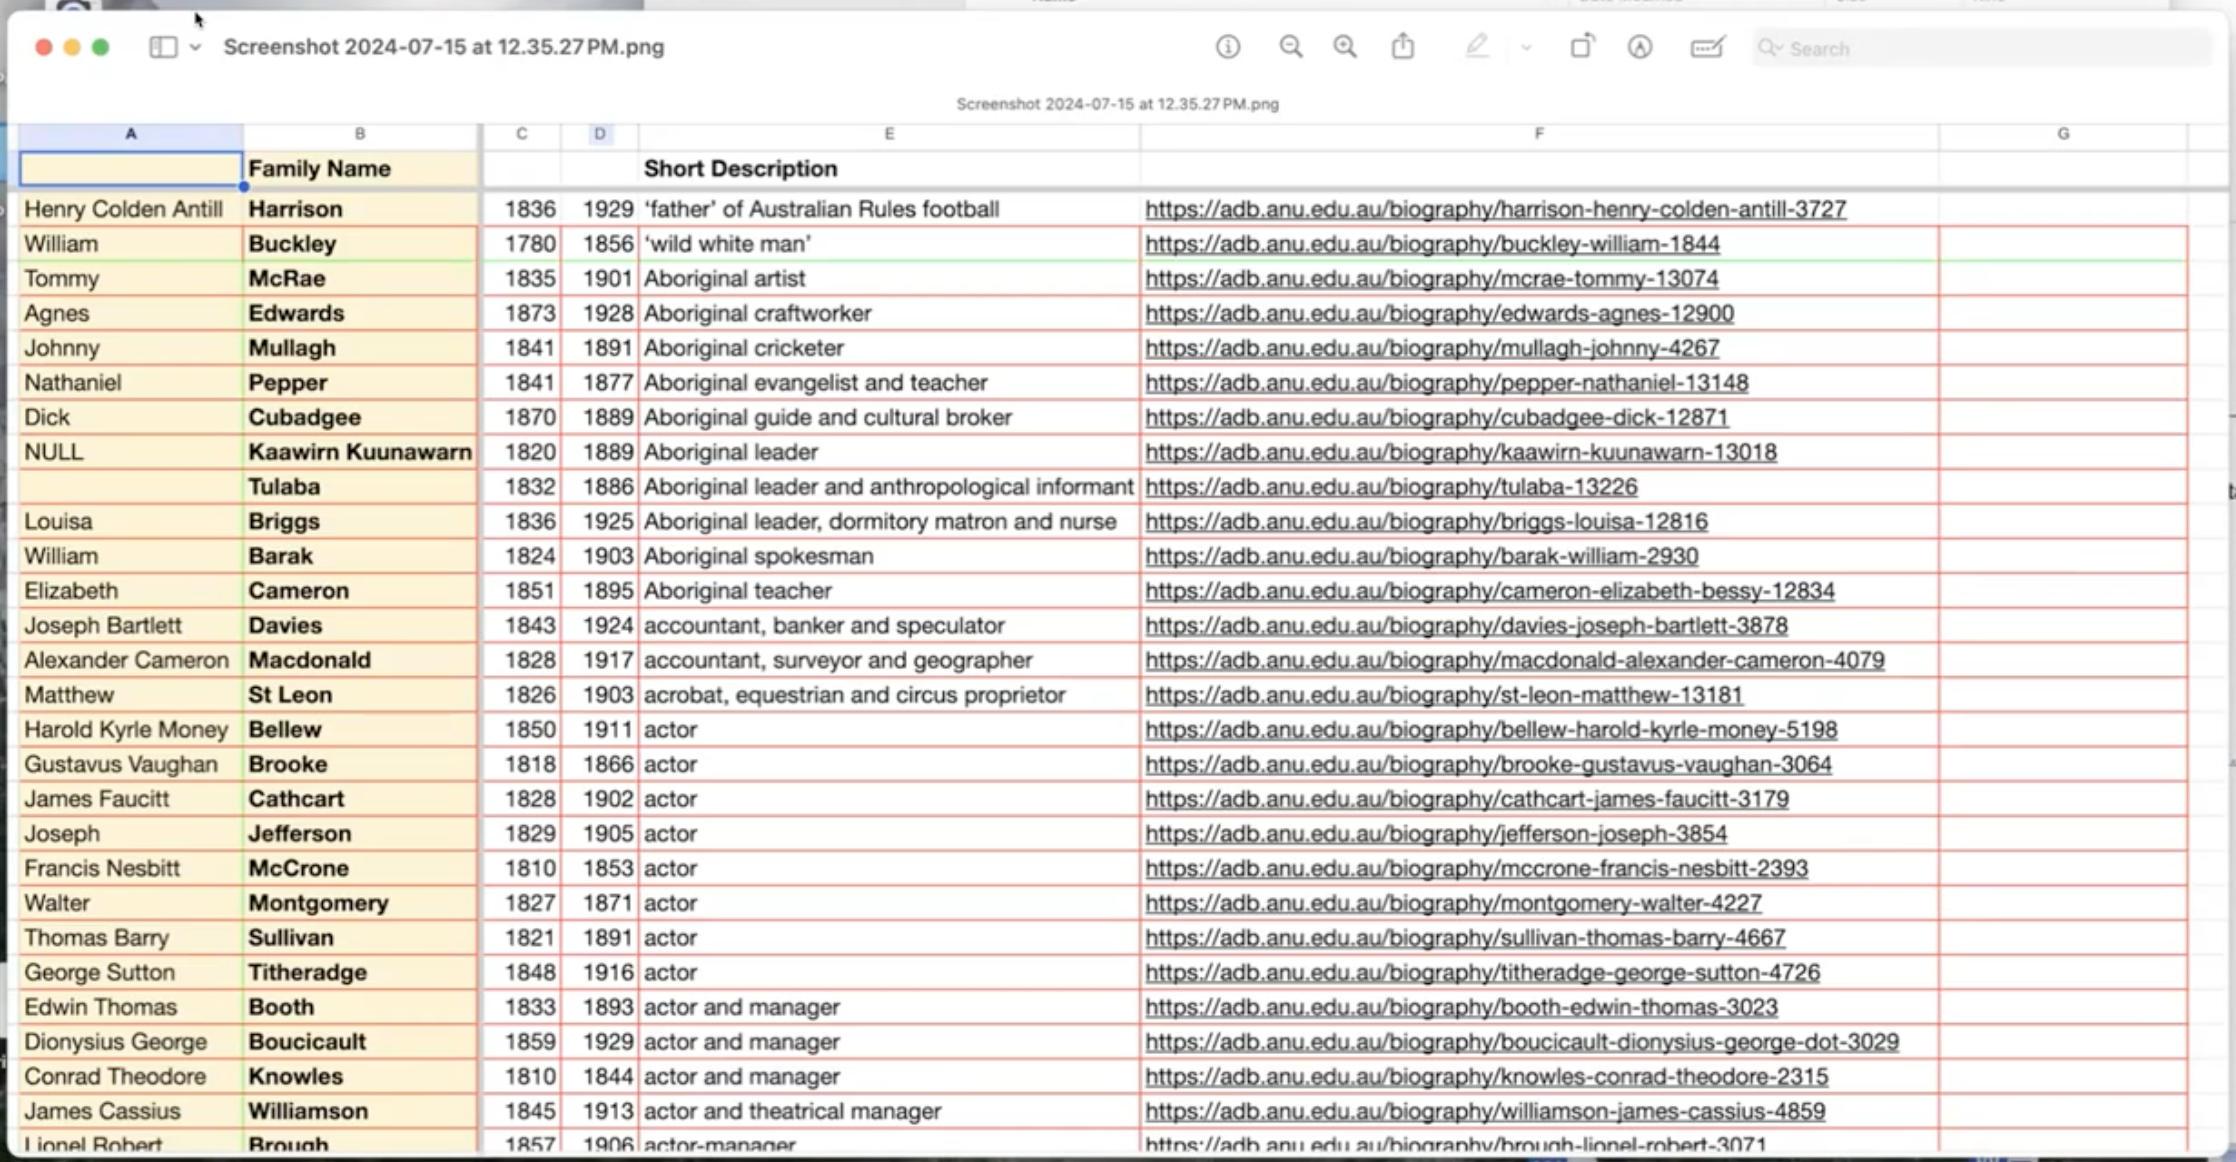 Screenshot 2024-07-15 at 12.35.27 PM.png
Search
Screenshot 2024-07-15 at 12.35.27 PM.png
A B C D E F G
Family Name Short Description
Henry Colden Antill Harrison 1836 1929 ‘father’ of Australian Rules football https://adb.anu.edu.au/biography/harrison-henry-colden-antill-3727
William Buckley 1780 1856 ‘wild white man’ https://adb.anu.edu.au/biography/buckley-william-1844
Tommy McRae 1835 1901 Aboriginal artist https://adb.anu.edu.au/biography/mcrae-tommy-13074
Agnes Edwards 1873 1928 Aboriginal craftworker https://adb.anu.edu.au/biography/edwards-agnes-12900
Johnny Mullagh 1841 1891 Aboriginal cricketer https://adb.anu.edu.au/biography/mullagh-johnny-4267
Nathaniel Pepper 1841 1877 Aboriginal evangelist and teacher https://adb.anu.edu.au/biography/pepper-nathaniel-13148
Dick Cubadgee 1870 1889 Aboriginal guide and cultural broker https://adb.anu.edu.au/biography/cubadgee-dick-12871
NULL Kaawirn Kuunawarn 1820 1889 Aboriginal leader https://adb.anu.edu.au/biography/kaawirn-kuunawarn-13018
Tulaba 1832 1886 Aboriginal leader and anthropological informant https://adb.anu.edu.au/biography/tulaba-13226
Louisa Briggs 1836 1925 Aboriginal leader, dormitory matron and nurse https://adb.anu.edu.au/biography/briggs-louisa-12816
William Barak 1824 1903 Aboriginal spokesman https://adb.anu.edu.au/biography/barak-william-2930
Elizabeth Cameron 1851 1895 Aboriginal teacher https://adb.anu.edu.au/biography/cameron-elizabeth-bessy-12834
Joseph Bartlett Davies 1843 1924 accountant, banker and speculator https://adb.anu.edu.au/biography/davies-joseph-bartlett-3878
Alexander Cameron Macdonald 1828 1917 accountant, surveyor and geographer https://adb.anu.edu.au/biography/macdonald-alexander-cameron-4079
Matthew St Leon 1826 1903 acrobat, equestrian and circus proprietor https://adb.anu.edu.au/biography/st-leon-matthew-13181
Harold Kyrle Money Bellew 1850 1911 actor https://adb.anu.edu.au/biography/bellew-harold-kyrle-money-5198
Gustavus Vaughan Brooke 1818 1866 actor https://adb.anu.edu.au/biography/brooke-gustavus-vaughan-3064
James Faucitt Cathcart 1828 1902 actor https://adb.anu.edu.au/biography/cathcart-james-faucitt-3179
Joseph Jefferson 1829 1905 actor https://adb.anu.edu.au/biography/jefferson-joseph-3854
Francis Nesbitt McCrone 1810 1853 actor https://adb.anu.edu.au/biography/mccrone-francis-nesbitt-2393
Walter Montgomery 1827 1871 actor https://adb.anu.edu.au/biography/montgomery-walter-4227
Thomas Barry Sullivan 1821 1891 actor https://adb.anu.edu.au/biography/sullivan-thomas-barry-4667
George Sutton Titheradge 1848 1916 actor https://adb.anu.edu.au/biography/titheradge-george-sutton-4726
Edwin Thomas Booth 1833 1893 actor and manager https://adb.anu.edu.au/biography/booth-edwin-thomas-3023
Dionysius George Boucicault 1859 1929 actor and manager https://adb.anu.edu.au/biography/boucicault-dionysius-george-dot-3029
Conrad Theodore Knowles 1810 1844 actor and manager https://adb.anu.edu.au/biography/knowles-conrad-theodore-2315
James Cassius Williamson 1845 1913 actor and theatrical manager https://adb.anu.edu.au/biography/williamson-james-cassius-4859
Lionel Robert Brough 1857 1906 actor-manager https://adb.anu.edu.au/biography/brough-lionel-robert-3071